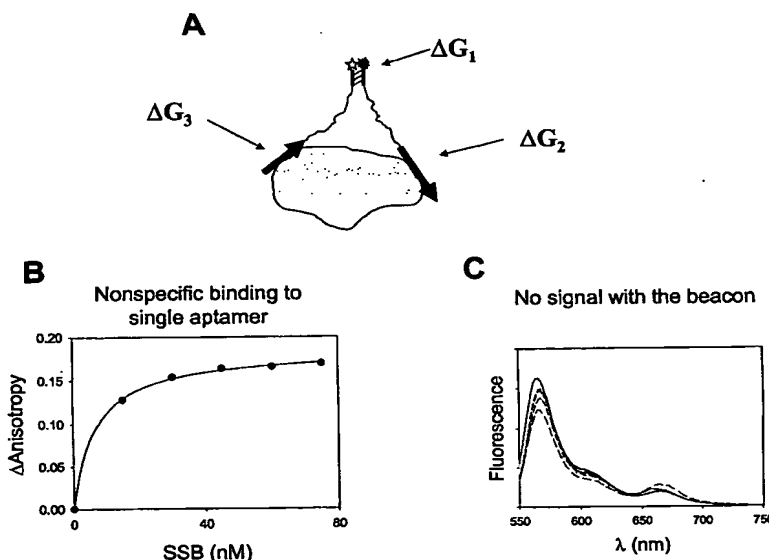 A
ΔG₁
ΔG₃
ΔG₂
B
Nonspecific binding to
single aptamer
0.20
0.15
0.10
0.05
0.00
ΔAnisotropy
0
40
80
SSB (nM)
C
No signal with the beacon
Fluorescence
550
600
650
700
750
λ (nm)